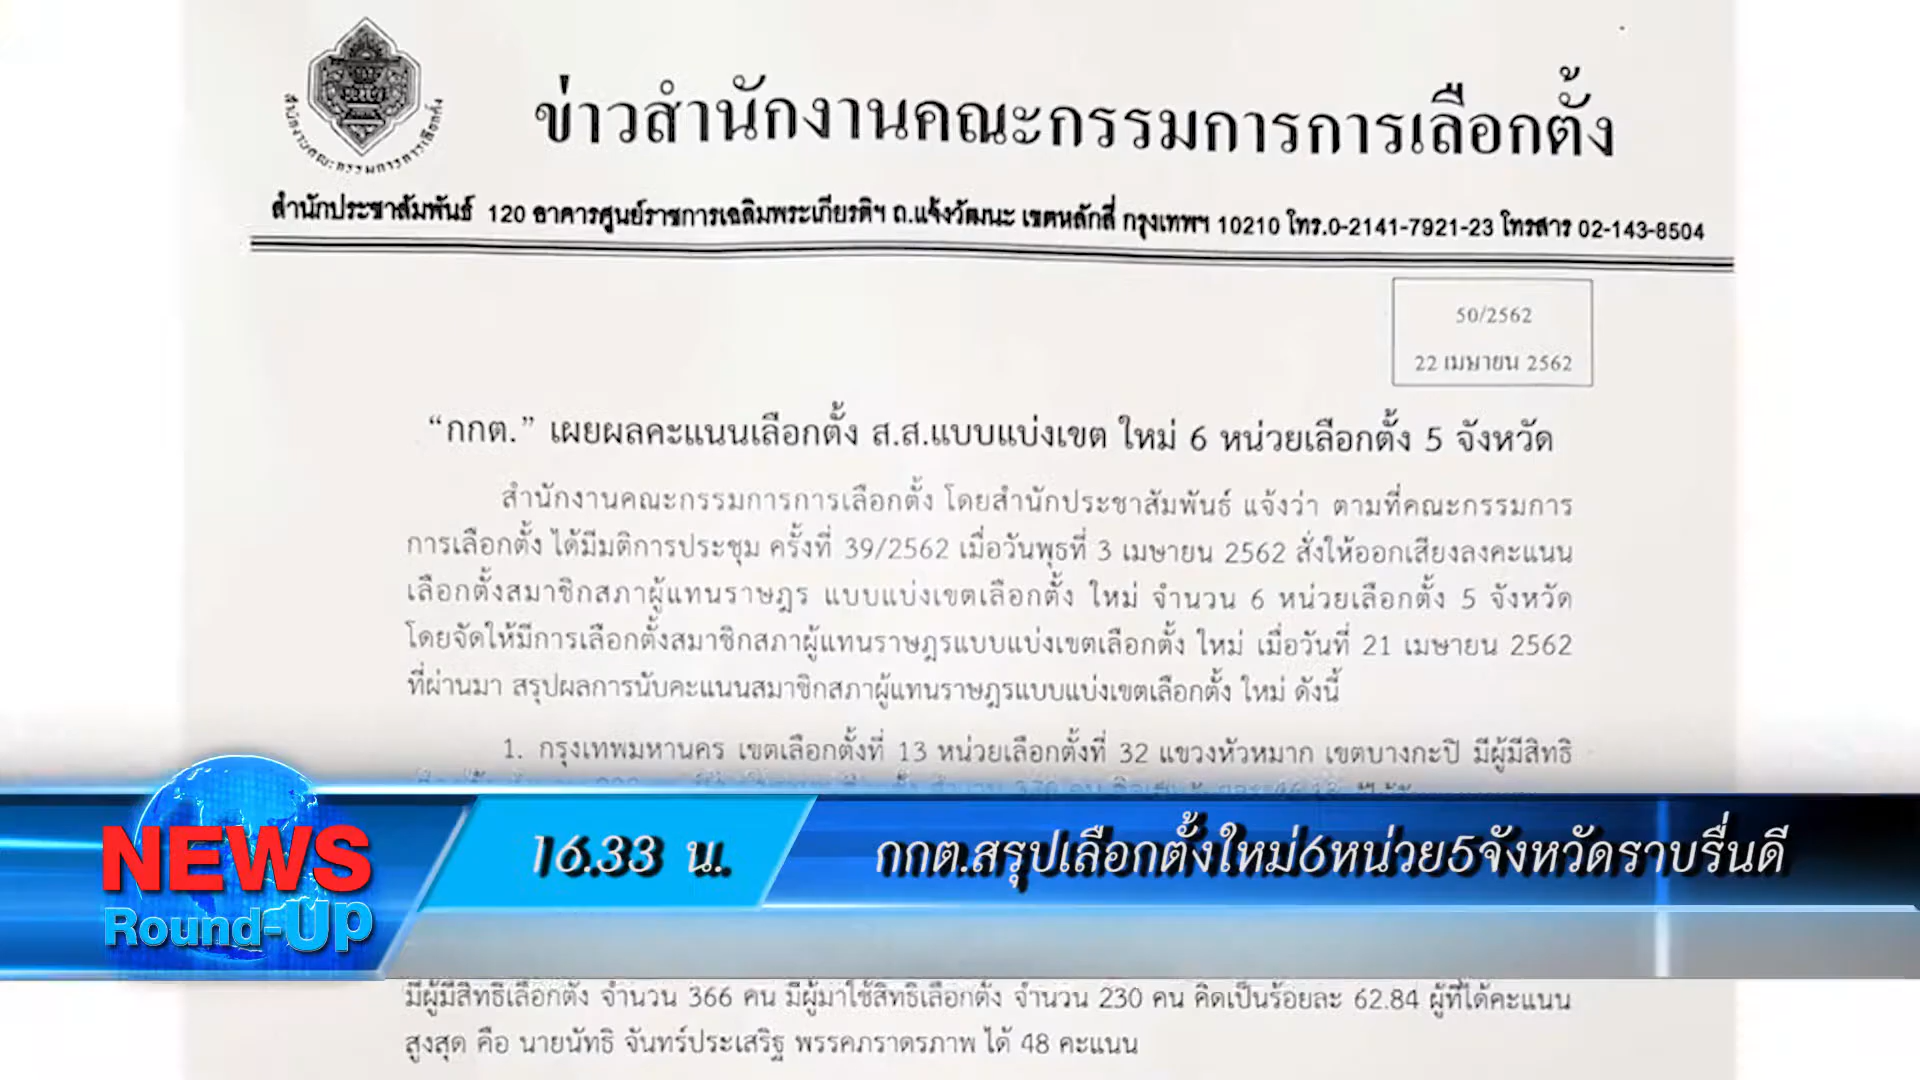 สำนักงานคณะกรรมการการเลือกตั้ง
ข่าวสำนักงานคณะกรรมการการเลือกตั้ง
สำนักประชาสัมพันธ์ 120 อาคารศูนย์ราชการเฉลิมพระเกียรติฯ ถ.แจ้งวัฒนะ เขตหลักสี่ กรุงเทพฯ 10210 โทร.0-2141-7921-23 โทรสาร 02-143-8504
50/2562
22 เมษายน 2562
“กกต.” เผยผลคะแนนเลือกตั้ง ส.ส.แบบแบ่งเขต ใหม่ 6 หน่วยเลือกตั้ง 5 จังหวัด
สำนักงานคณะกรรมการการเลือกตั้ง โดยสำนักประชาสัมพันธ์ แจ้งว่า ตามที่คณะกรรมการ
การเลือกตั้ง ได้มีมติการประชุม ครั้งที่ 39/2562 เมื่อวันพุธที่ 3 เมษายน 2562 สั่งให้ออกเสียงลงคะแนน
เลือกตั้งสมาชิกสภาผู้แทนราษฎร แบบแบ่งเขตเลือกตั้ง ใหม่ จำนวน 6 หน่วยเลือกตั้ง 5 จังหวัด
โดยจัดให้มีการเลือกตั้งสมาชิกสภาผู้แทนราษฎรแบบแบ่งเขตเลือกตั้ง ใหม่ เมื่อวันที่ 21 เมษายน 2562
ที่ผ่านมา สรุปผลการนับคะแนนสมาชิกสภาผู้แทนราษฎรแบบแบ่งเขตเลือกตั้ง ใหม่ ดังนี้
1. กรุงเทพมหานคร เขตเลือกตั้งที่ 13 หน่วยเลือกตั้งที่ 32 แขวงหัวหมาก เขตบางกะปิ มีผู้มีสิทธิ
NEWS
Round-Up
16.33 น.
กกต.สรุปเลือกตั้งใหม่6หน่วย5จังหวัดราบรื่นดี
มีผู้มีสิทธิเลือกตั้ง จำนวน 366 คน มีผู้มาใช้สิทธิเลือกตั้ง จำนวน 230 คน คิดเป็นร้อยละ 62.84 ผู้ที่ได้คะแนน
สูงสุด คือ นายนัทธิ จันทร์ประเสริฐ พรรคภราดรภาพ ได้ 48 คะแนน